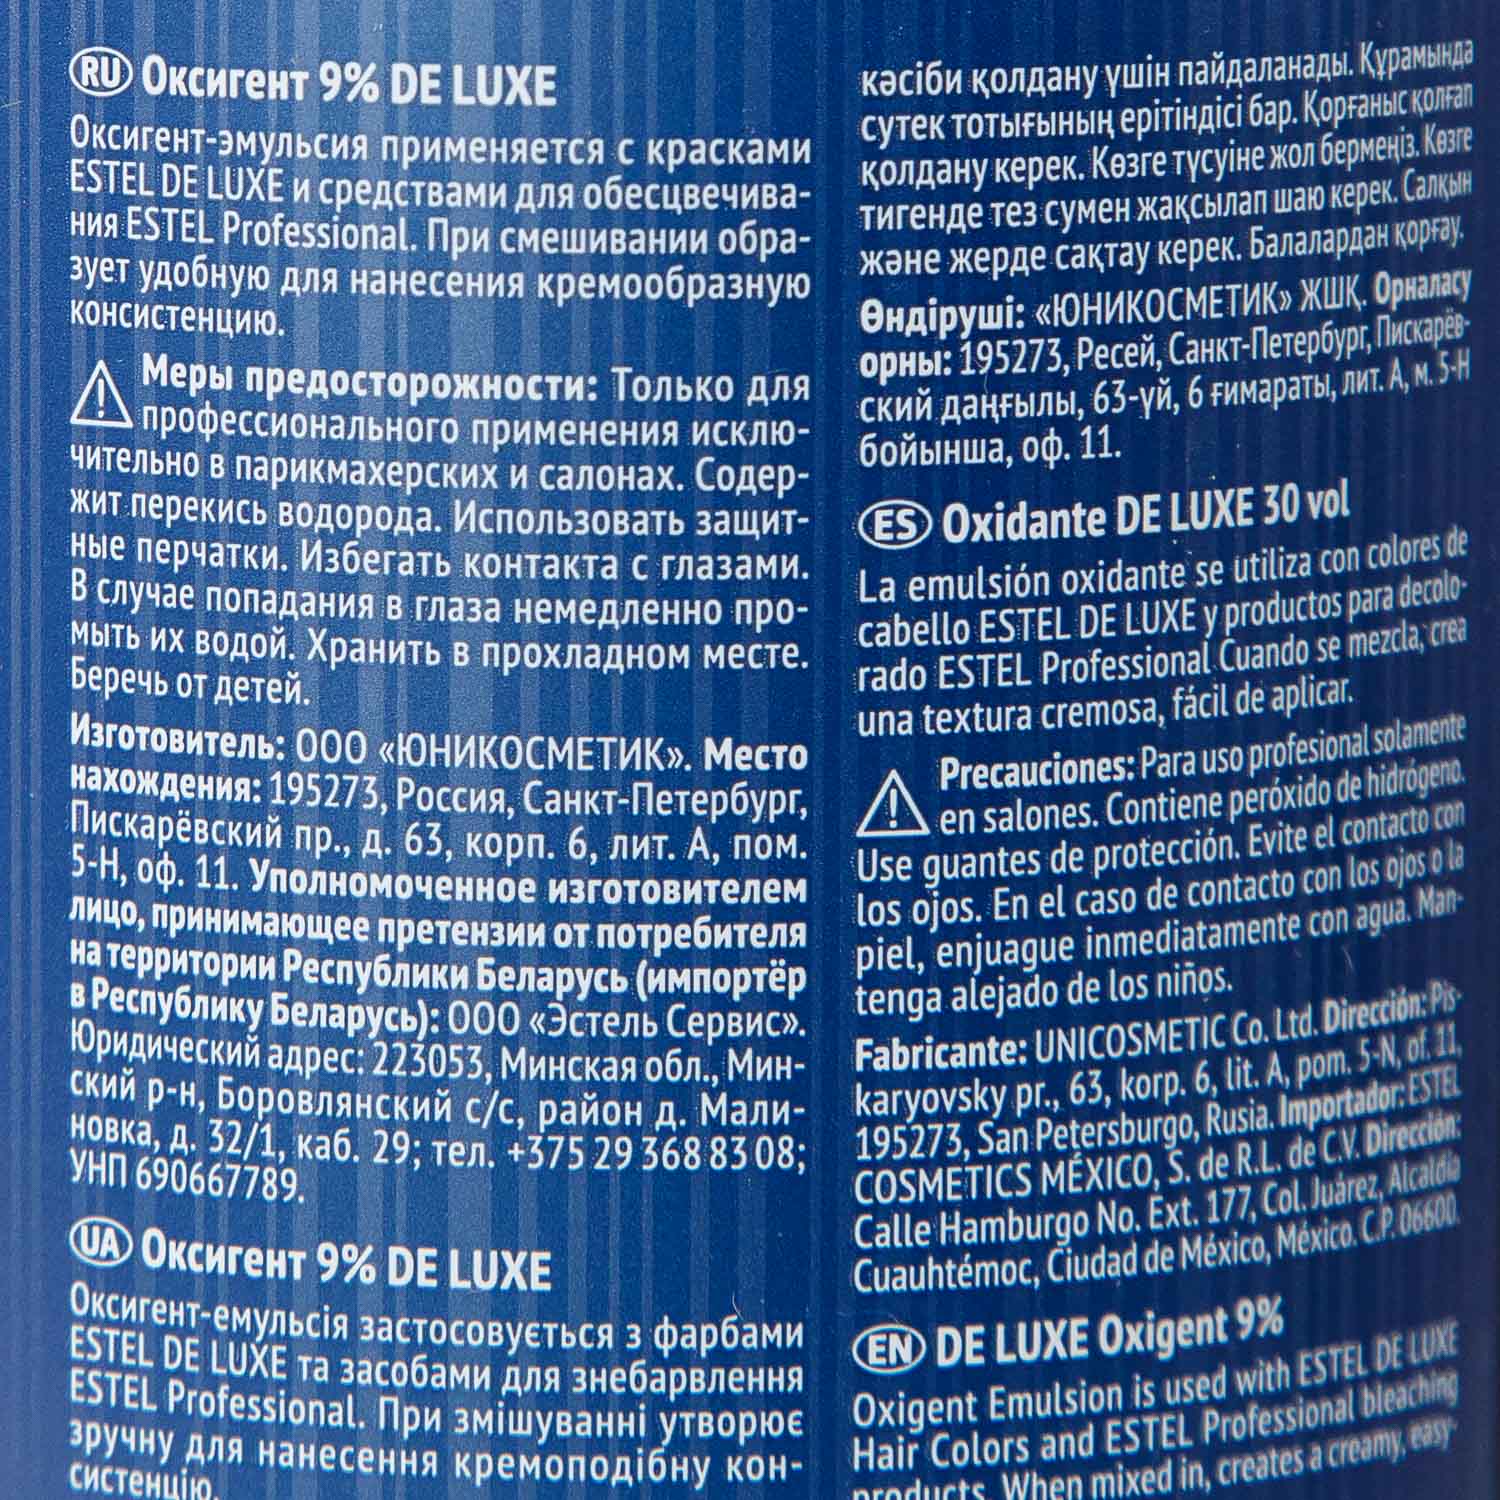 RU Оксигент 9% DE LUXE
Оксигент-эмульсия применяется с красками
ESTEL DE LUXE и средствами для обесцвечива-
ния ESTEL Professional. При смешивании обра-
зует удобную для нанесения кремообразную
консистенцию.
Меры предосторожности: Только для
профессионального применения исклю-
чительно в парикмахерских и салонах. Содер-
жит перекись водорода. Использовать защит-
ные перчатки. Избегать контакта с глазами.
В случае попадания в глаза немедленно про-
мыть их водой. Хранить в прохладном месте.
Беречь от детей.
Изготовитель: ООО «ЮНИКОСМЕТИК». Место
нахождения: 195273, Россия, Санкт-Петербург,
Пискарёвский пр., д. 63, корп. 6, лит. А, пом.
5-Н, оф. 11. Уполномоченное изготовителем
лицо, принимающее претензии от потребителя
на территории Республики Беларусь (импортёр
в Республику Беларусь): ООО «Эстель Сервис».
Юридический адрес: 223053, Минская обл., Мин-
ский р-н, Боровлянский с/с, район д. Мали-
новка, д. 32/1, каб. 29; тел. +375 29 368 83 08;
УНП 690667789.
UA Оксигент 9% DE LUXE
Оксигент-емульсія застосовується з фарбами
ESTEL DE LUXE та засобами для знебарвлення
ESTEL Professional. При змішуванні утворює
зручну для нанесення кремоподібну кон-
систенцію.
кәсіби қолдану үшін пайдаланады. Құрамында
сутек тотығының ерітіндісі бар. Қорғаныс қолғап
қолдану керек. Көзге түсуіне жол бермеңіз. Көзге
тигенде тез сумен жақсылап шаю керек. Салқын
және жерде сақтау керек. Балалардан қорғау.
Өндіруші: «ЮНИКОСМЕТИК» ЖШҚ. Орналасу
орны: 195273, Ресей, Санкт-Петербург, Пискарёв-
ский даңғылы, 63-үй, 6 ғимараты, лит. А, м. 5-Н
бойынша, оф. 11.
ES Oxidante DE LUXE 30 vol
La emulsión oxidante se utiliza con colores de
cabello ESTEL DE LUXE y productos para decolo-
rado ESTEL Professional. Cuando se mezcla, crea
una textura cremosa, fácil de aplicar.
Precauciones: Para uso profesional solamente
en salones. Contiene peróxido de hidrógeno.
Use guantes de protección. Evite el contacto con
los ojos. En el caso de contacto con los ojos o la
piel, enjuague inmediatamente con agua. Man-
tenga alejado de los niños.
Fabricante: UNICOSMETIC Co. Ltd. Dirección: Pis-
karyovsky pr., 63, korp. 6, lit. A, pom. 5-N, of. 11,
195273, San Petersburgo, Rusia. Importador: ESTEL
COSMETICS MÉXICO, S. de R.L. de C.V. Dirección:
Calle Hamburgo No. Ext. 177, Col. Juárez, Alcaldía
Cuauhtémoc, Ciudad de México, México. C.P. 06600.
EN DE LUXE Oxigent 9%
Oxigent Emulsion is used with ESTEL DE LUXE
Hair Colors and ESTEL Professional bleaching
products. When mixed in, creates a creamy, easy-